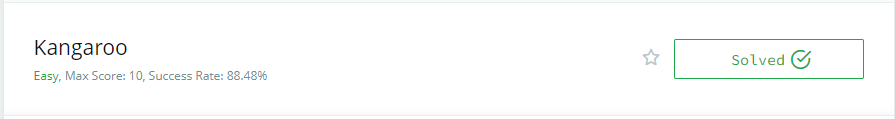 Kangaroo
Solved
Easy, Max Score: 10, Success Rate: 88.48%